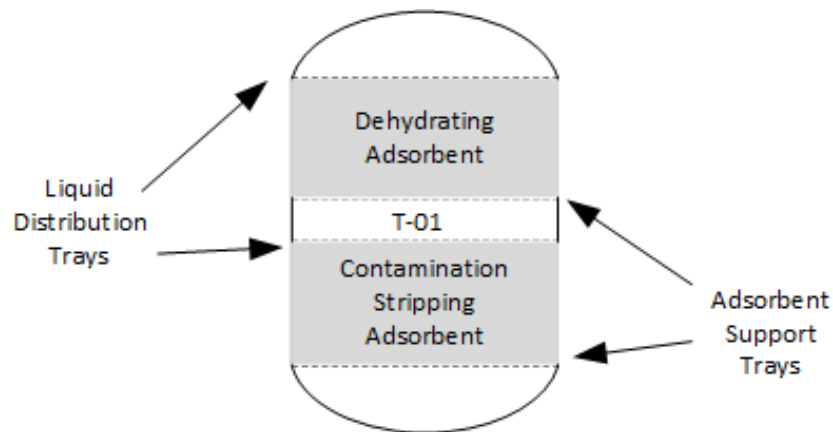 Dehydrating
Adsorbent
Liquid
Distribution
Trays
T-01
Contamination
Stripping
Adsorbent
Adsorbent
Support
Trays